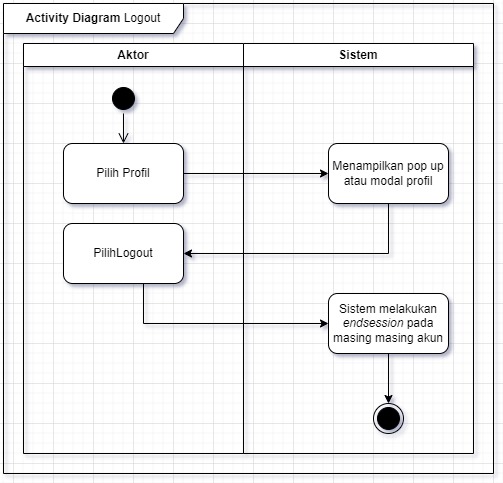 Activity Diagram Logout
Aktor
Sistem
Pilih Profil
Menampilkan pop up
atau modal profil
PilihLogout
Sistem melakukan
endsession pada
masing masing akun